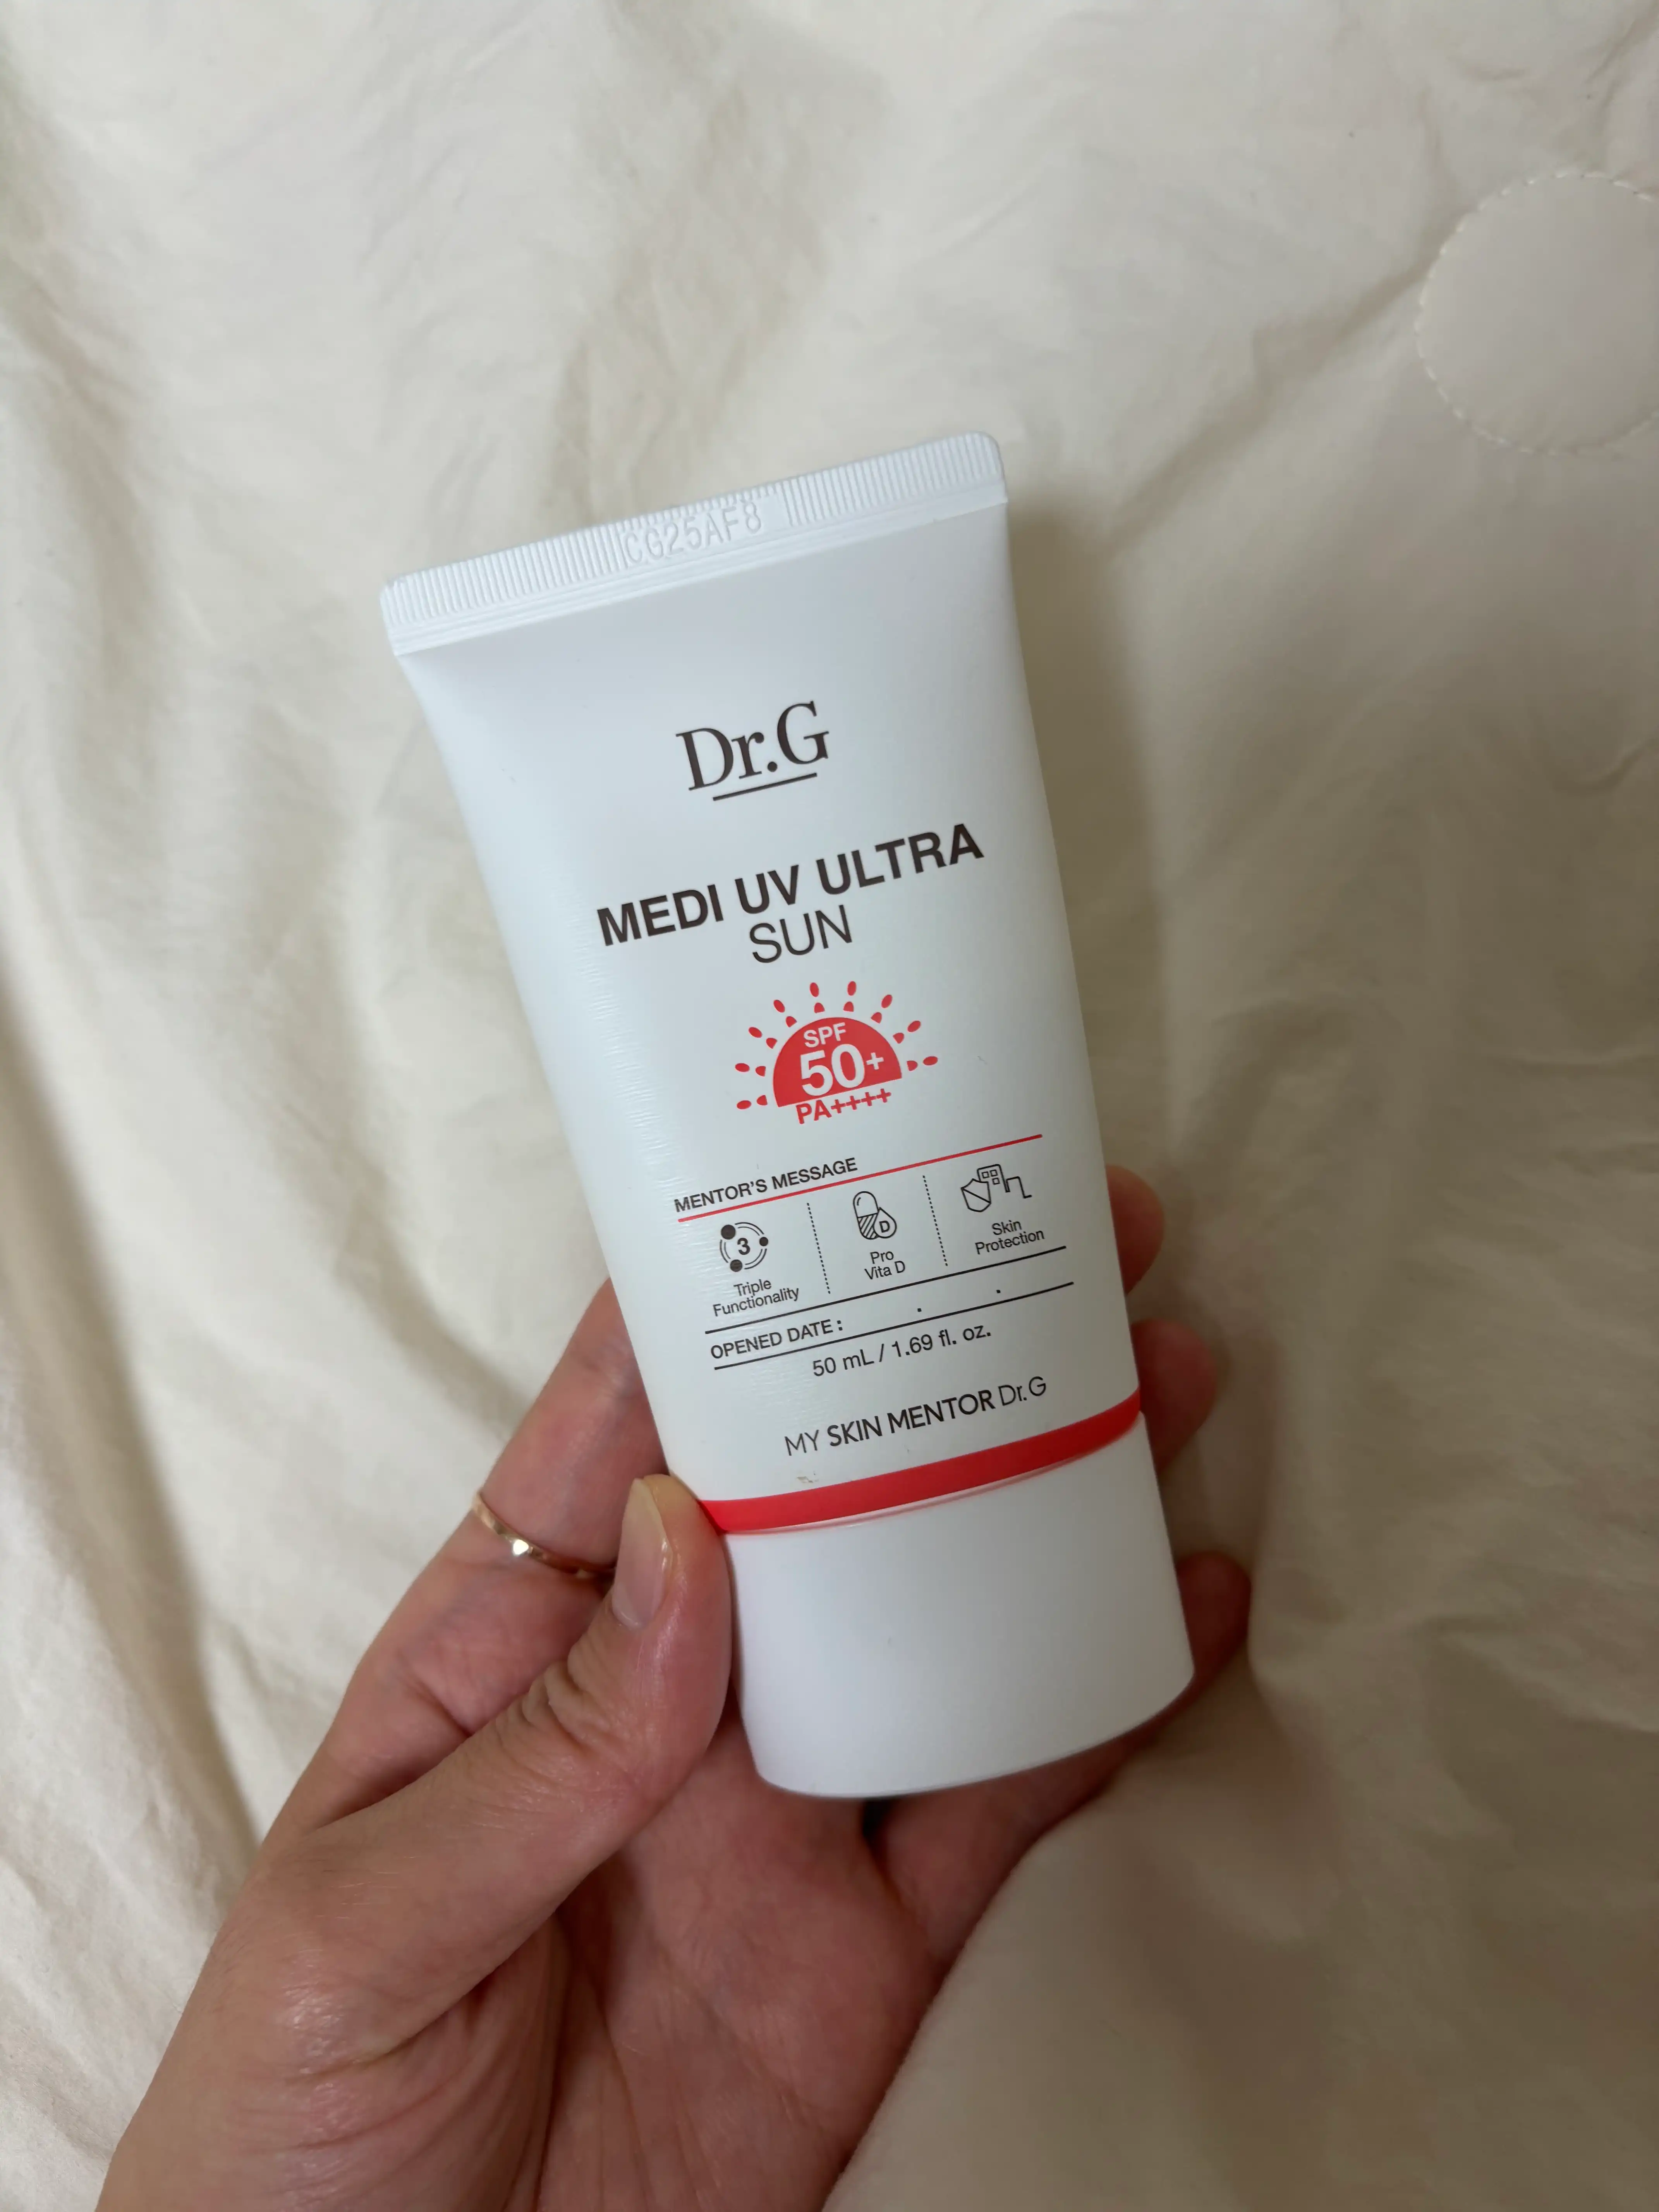 CG25AF8
Dr.G
MEDI UV ULTRA
SUN
SPF
50+
PA++++
MENTOR'S MESSAGE
3
Triple
Functionality
D
Pro
Vita D
Skin
Protection
OPENED DATE : . .
50 mL / 1.69 fl. oz.
MY SKIN MENTOR Dr.G